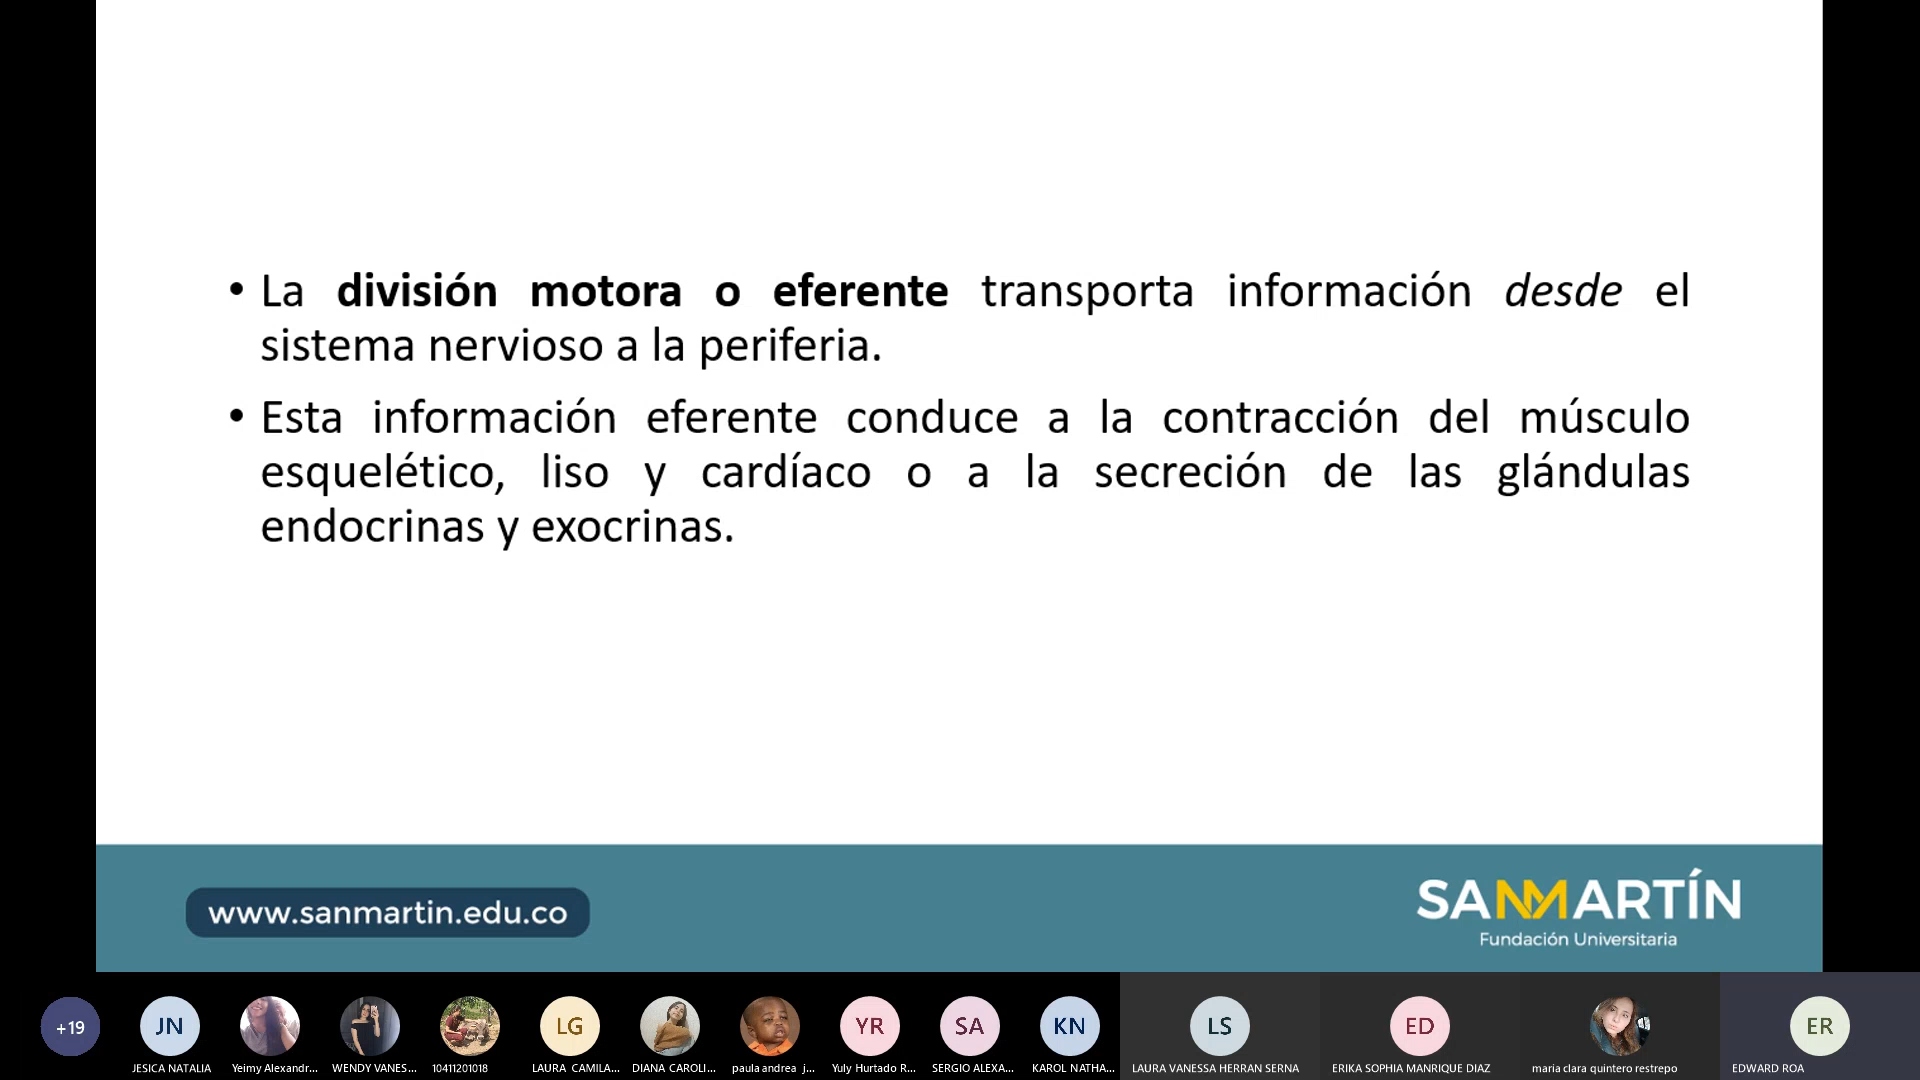 • La división motora o eferente transporta información desde el
sistema nervioso a la periferia.
• Esta información eferente conduce a la contracción del músculo
esquelético, liso y cardíaco o a la secreción de las glándulas
endocrinas y exocrinas.
www.sanmartin.edu.co
SANMARTÍN
Fundación Universitaria
+19
JN
LG
YR
SA
KN
LS
ED
ER
JESICA NATALIA
Yeimy Alexandr...
WENDY VANES...
10411201018
LAURA CAMILA...
DIANA CAROLI...
paula andrea j...
Yuly Hurtado R...
SERGIO ALEXA...
KAROL NATHA...
LAURA VANESSA HERRAN SERNA
ERIKA SOPHIA MANRIQUE DIAZ
maria clara quintero restrepo
EDWARD ROA